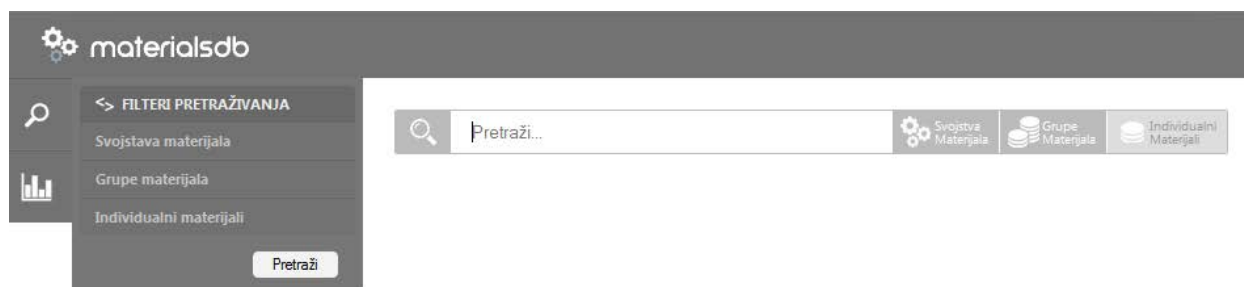 materialsdb
<> FILTERI PRETRAŽIVANJA
Svojstava materijala
Grupe materijala
Individualni materijali
Pretraži
Pretraži...
Svojstva
Materijala
Grupe
Materijala
Individualni
Materijali